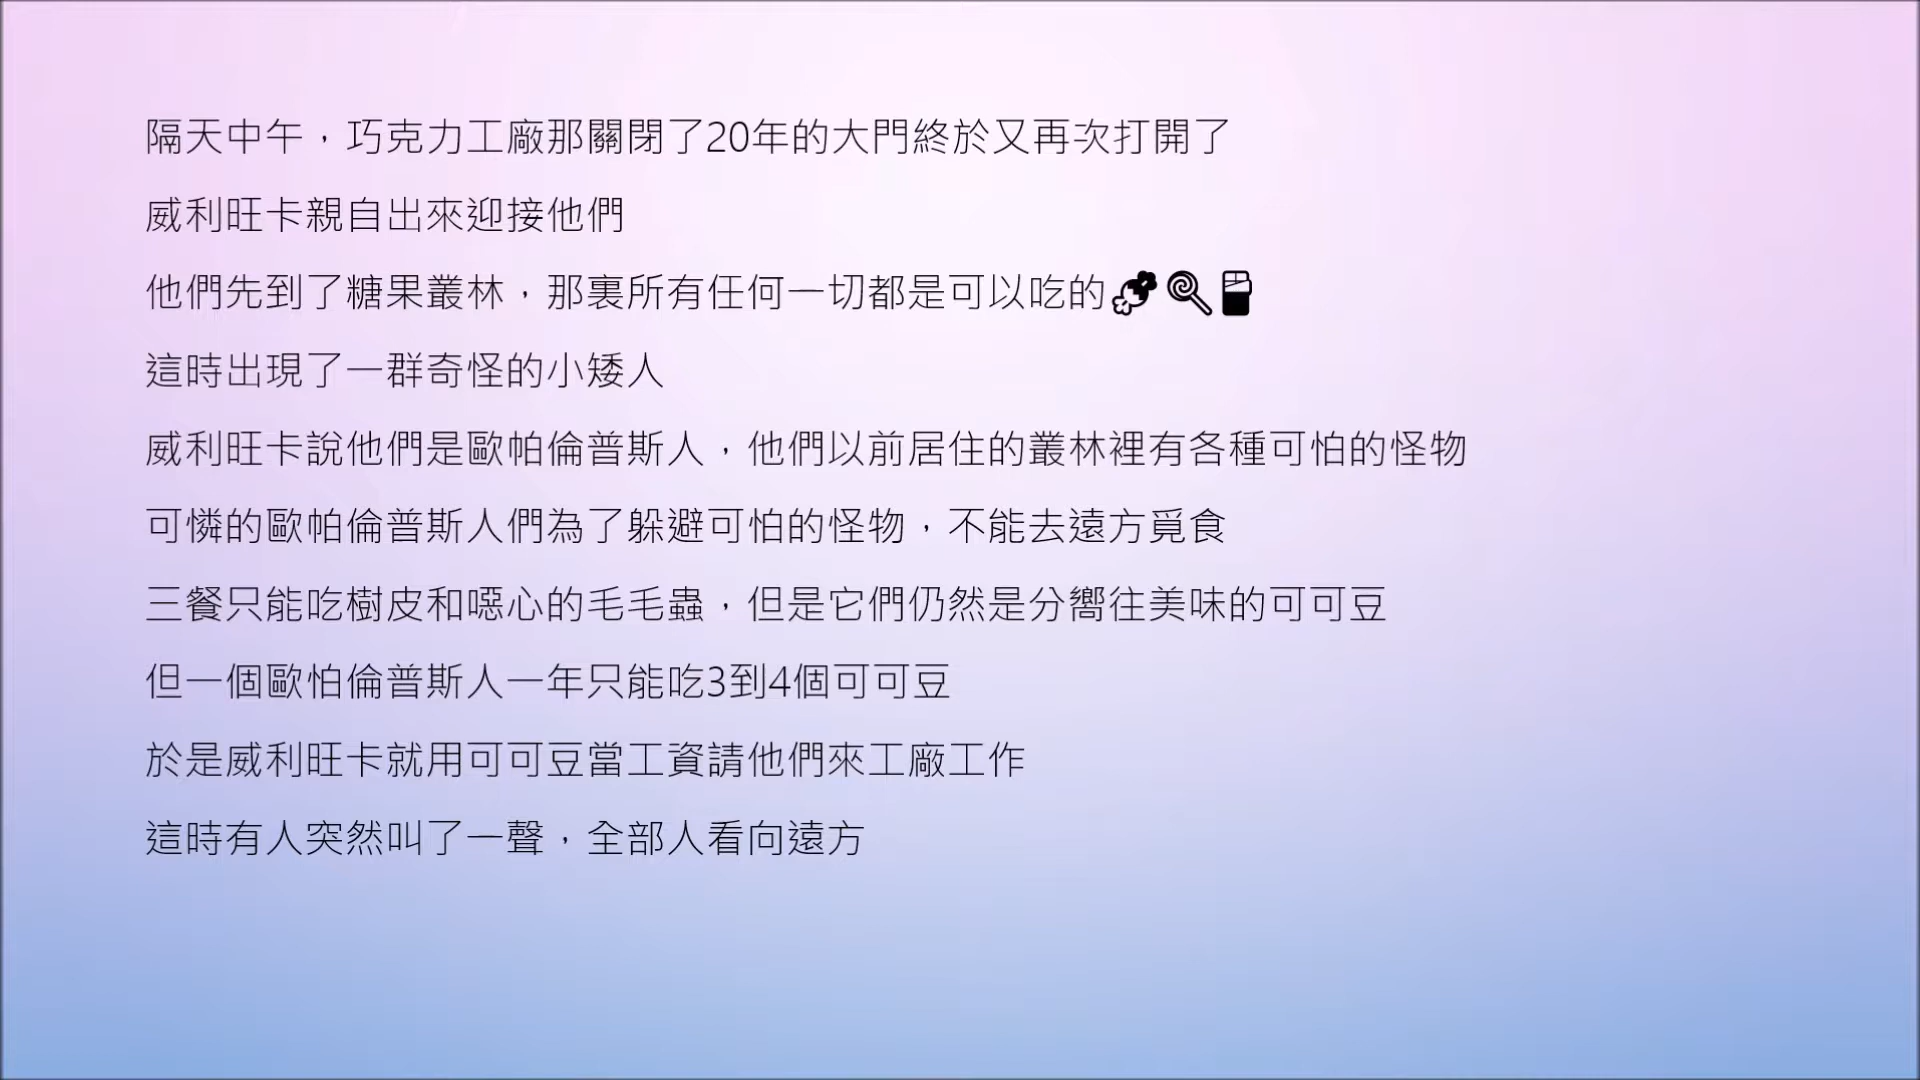 隔天中午，巧克力工廠那關閉了20年的大門終於又再次打開了
威利旺卡親自出來迎接他們
他們先到了糖果叢林，那裏所有任何一切都是可以吃的🍬🍭🍫
這時出現了一群奇怪的小矮人
威利旺卡說他們是歐帕倫普斯人，他們以前居住的叢林裡有各種可怕的怪物
可憐的歐帕倫普斯人們為了躲避可怕的怪物，不能去遠方覓食
三餐只能吃樹皮和噁心的毛毛蟲，但是它們仍然是分嚮往美味的可可豆
但一個歐怕倫普斯人一年只能吃3到4個可可豆
於是威利旺卡就用可可豆當工資請他們來工廠工作
這時有人突然叫了一聲，全部人看向遠方